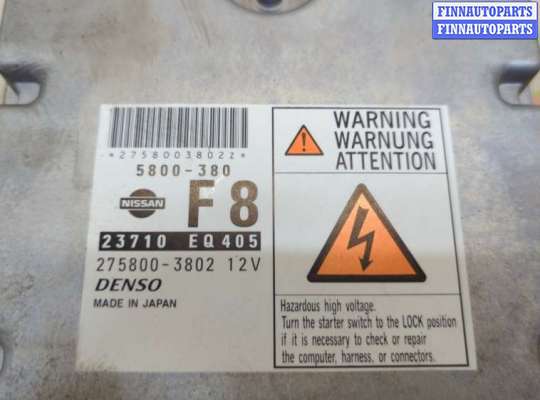 FINNAUTOPARTS
FINNAUTOPARTS
*27580038022*
5800-380
NISSAN
F8
23710 EQ405
275800-3802 12V
DENSO
MADE IN JAPAN
WARNING
WARNUNG
ATTENTION
Hazardous high voltage.
Turn the starter switch to the LOCK position
if it is necessary to check or repair
the computer, harness, or connectors.